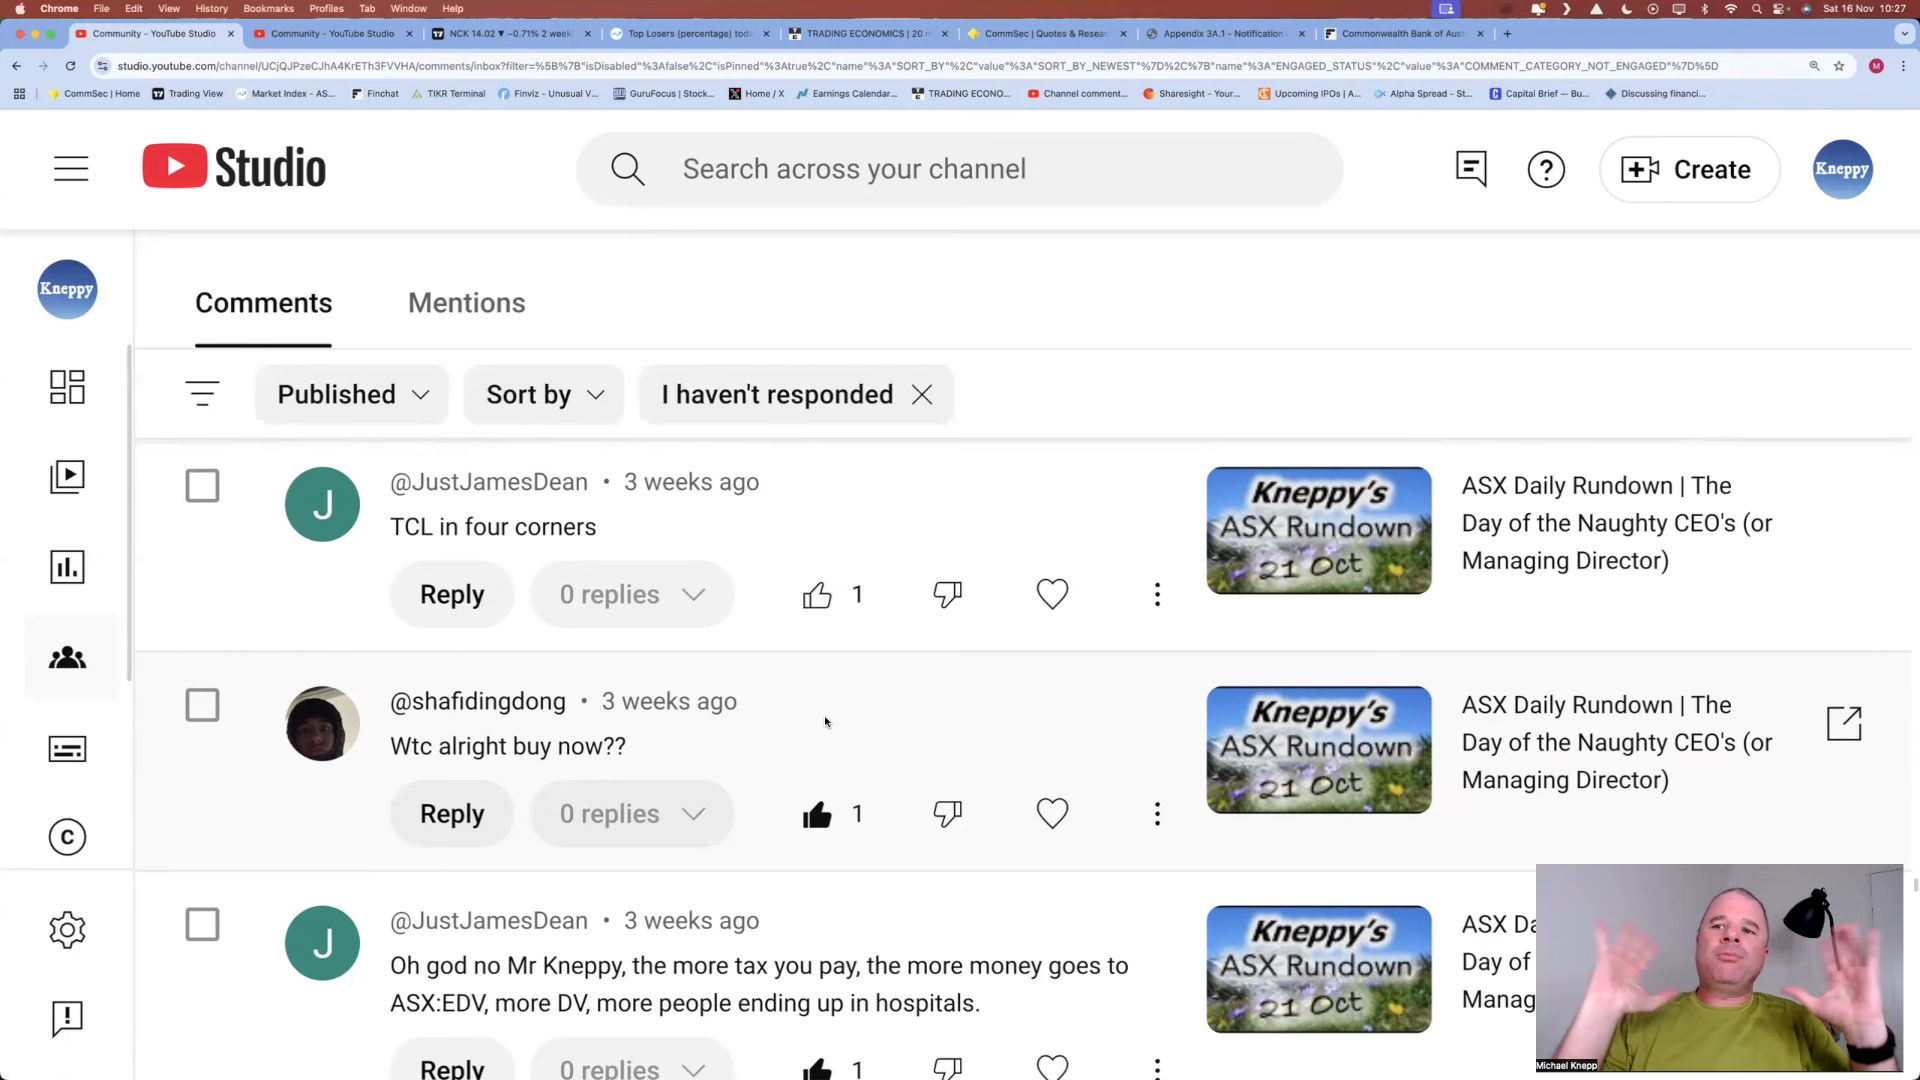 Chrome File Edit View History Bookmarks Profiles Tab Window Help Sat 16 Nov 10:27
Community - YouTube Studio Community - YouTube Studio NCK 14.02 ▼ −0.71% 2 week Top Losers (percentage) toda TRADING ECONOMICS | 20 m CommSec | Quotes & Resear Appendix 3A.1 - Notification Commonwealth Bank of Aust
studio.youtube.com/channel/UCjQJPzeCJhA4KrETh3FVVHA/comments/inbox?filter=%5B%7B"isDisabled"%3Afalse%2C"isPinned"%3Atrue%2C"name"%3A"SORT_BY"%2C"value"%3A"SORT_BY_NEWEST"%7D%2C%7B"name"%3A"ENGAGED_STATUS"%2C"value"%3A"COMMENT_CATEGORY_NOT_ENGAGED"%7D%5D
CommSec | Home Trading View Market Index - AS... Finchat TIKR Terminal Finviz - Unusual V... GuruFocus | Stock... Home / X Earnings Calendar... TRADING ECONO... Channel comment... Sharesight - Your... Upcoming IPOs | A... Alpha Spread - St... Capital Brief — Bu... Discussing financi...
Studio
Search across your channel
Create
Kneppy
Kneppy
Comments Mentions
Published Sort by I haven't responded
@JustJamesDean • 3 weeks ago
TCL in four corners
Reply 0 replies 1
Kneppy's
ASX Rundown
21 Oct
ASX Daily Rundown | The
Day of the Naughty CEO's (or
Managing Director)
@shafidingdong • 3 weeks ago
Wtc alright buy now??
Reply 0 replies 1
Kneppy's
ASX Rundown
21 Oct
ASX Daily Rundown | The
Day of the Naughty CEO's (or
Managing Director)
@JustJamesDean • 3 weeks ago
Oh god no Mr Kneppy, the more tax you pay, the more money goes to
ASX:EDV, more DV, more people ending up in hospitals.
Reply 0 replies 1
Kneppy's
ASX Rundown
21 Oct
ASX Da
Day of
Manag
Michael Knepp